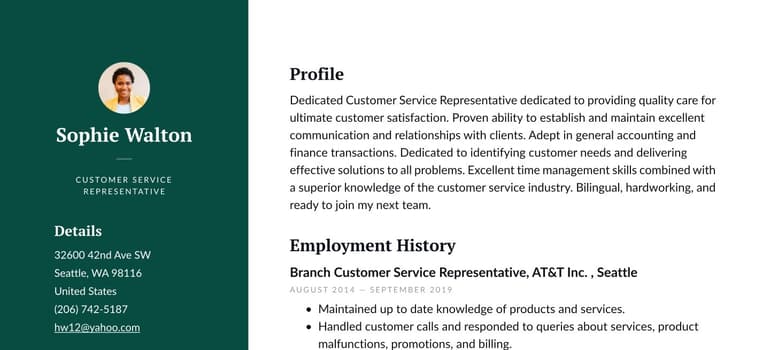 Sophie Walton
CUSTOMER SERVICE
REPRESENTATIVE
Details
32600 42nd Ave SW
Seattle, WA 98116
United States
(206) 742-5187
hw12@yahoo.com
Profile
Dedicated Customer Service Representative dedicated to providing quality care for
ultimate customer satisfaction. Proven ability to establish and maintain excellent
communication and relationships with clients. Adept in general accounting and
finance transactions. Dedicated to identifying customer needs and delivering
effective solutions to all problems. Excellent time management skills combined with
a superior knowledge of the customer service industry. Bilingual, hardworking, and
ready to join my next team.
Employment History
Branch Customer Service Representative, AT&T Inc. , Seattle
AUGUST 2014 — SEPTEMBER 2019
• Maintained up to date knowledge of products and services.
• Handled customer calls and responded to queries about services, product
malfunctions, promotions, and billing.